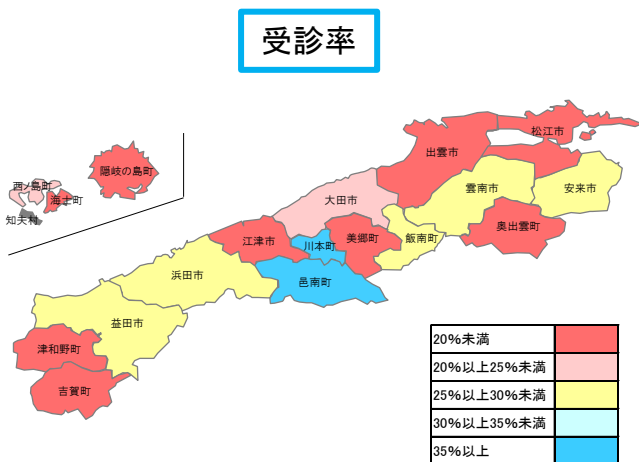 受診率
松江市
出雲市
隠岐の島町
西ノ島町
海士町
知夫村
雲南市
安来市
大田市
奥出雲町
飯南町
美郷町
江津市
川本町
浜田市
邑南町
益田市
津和野町
吉賀町
20%未満
20%以上25%未満
25%以上30%未満
30%以上35%未満
35%以上